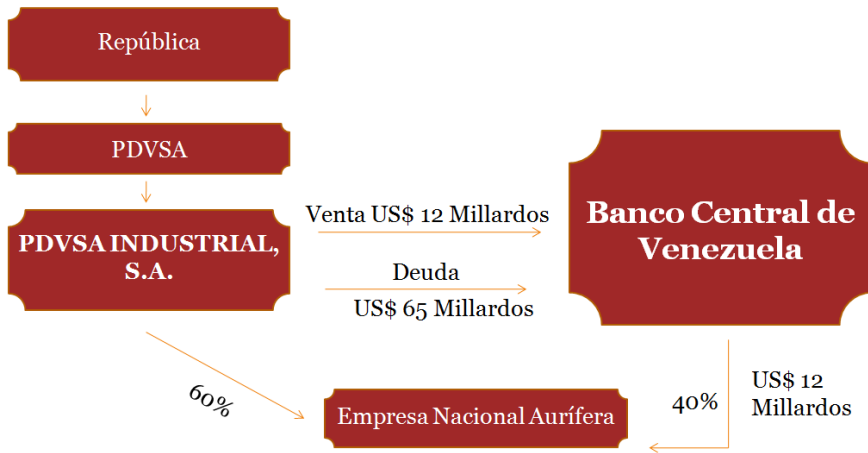 República
PDVSA
PDVSA INDUSTRIAL,
S.A.
Venta US$ 12 Millardos
Deuda
US$ 65 Millardos
Banco Central de
Venezuela
60%
Empresa Nacional Aurífera
40%
US$ 12
Millardos